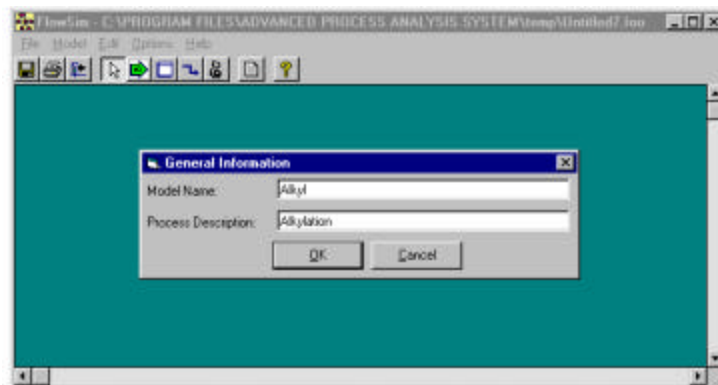 FlowSim - C:\PROGRAM FILES\ADVANCED PROCESS ANALYSIS SYSTEM\temp\Untitled7.ioo
File Model Edit Options Help
General Information
Model Name: Alkyl
Process Description: Alkylation
OK Cancel